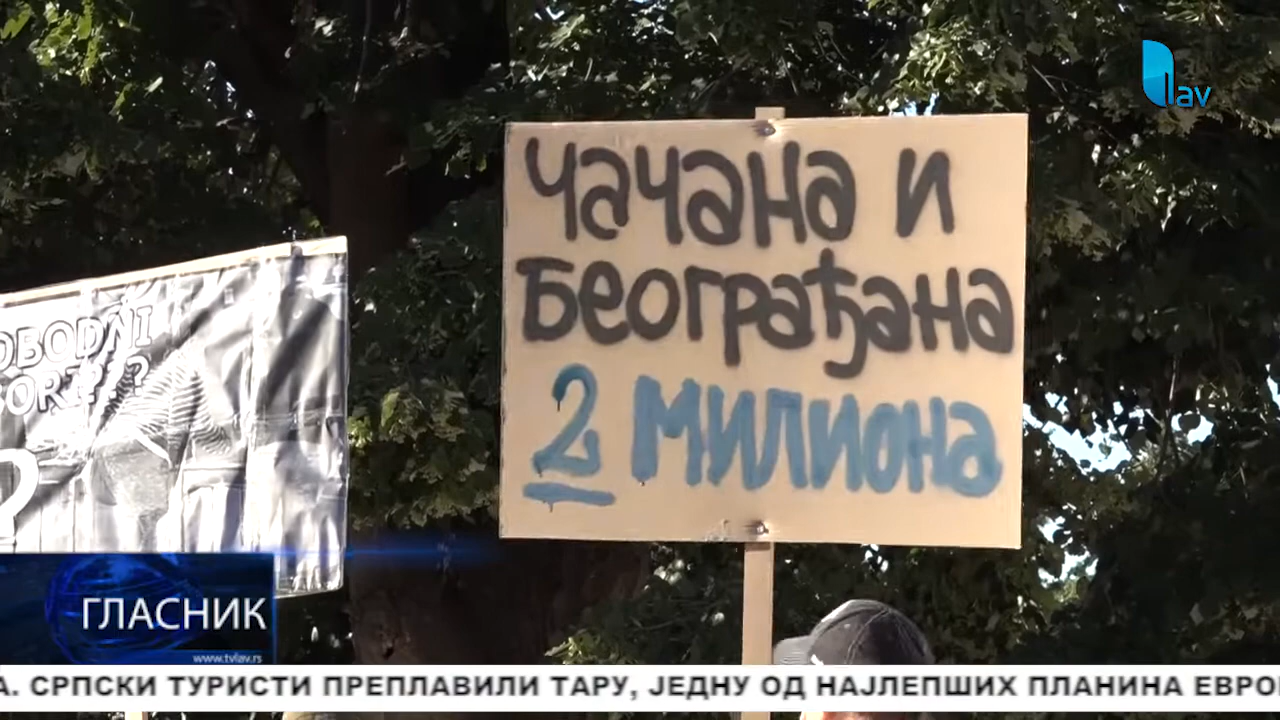 lav
ЧАЧАНА И
БЕОГРАЂАНА
2 МИЛИОНА
?
ГЛАСНИК
www.tvlav.rs
А. СРПСКИ ТУРИСТИ ПРЕПЛАВИЛИ ТАРУ, ЈЕДНУ ОД НАЈЛЕПШИХ ПЛАНИНА ЕВРО